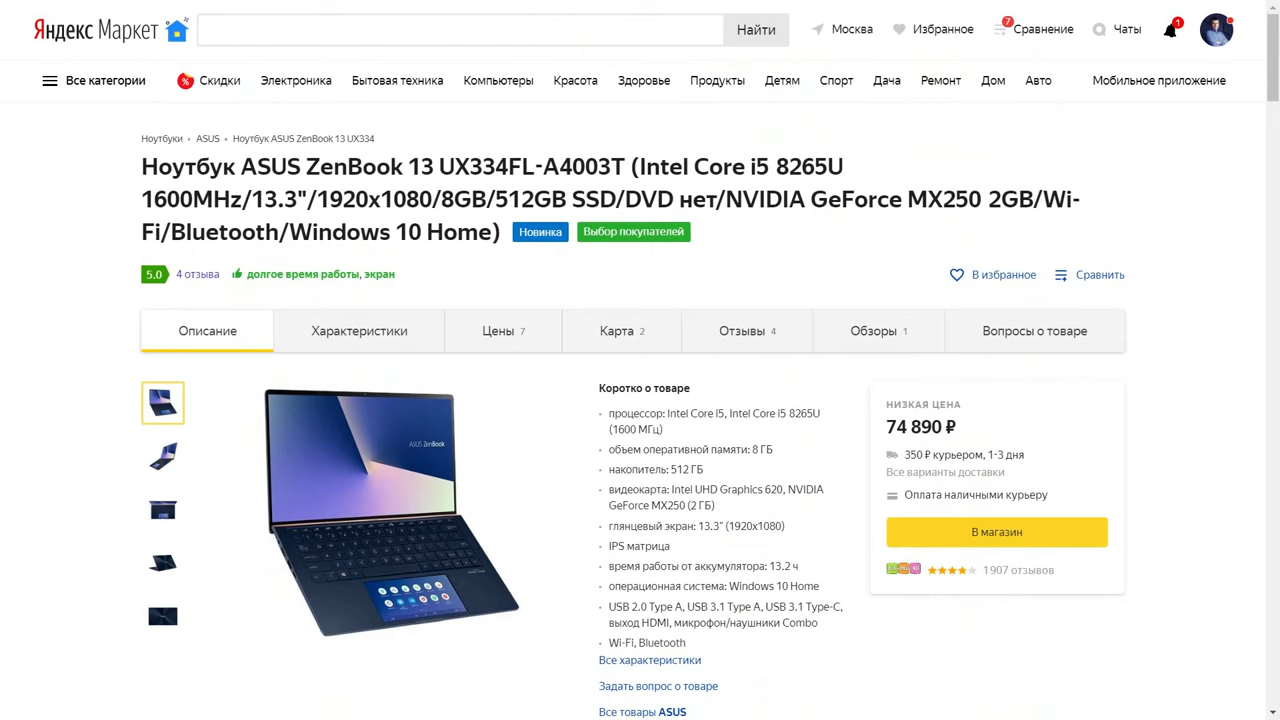 Яндекс Маркет
Найти
Москва
Избранное
7
Сравнение
Чаты
1
Все категории
%
Скидки
Электроника
Бытовая техника
Компьютеры
Красота
Здоровье
Продукты
Детям
Спорт
Дача
Ремонт
Дом
Авто
Мобильное приложение
Ноутбуки • ASUS • Ноутбук ASUS ZenBook 13 UX334
Ноутбук ASUS ZenBook 13 UX334FL-A4003T (Intel Core i5 8265U
1600MHz/13.3"/1920x1080/8GB/512GB SSD/DVD нет/NVIDIA GeForce MX250 2GB/Wi-
Fi/Bluetooth/Windows 10 Home)
Новинка
Выбор покупателей
5.0
4 отзыва
долгое время работы, экран
В избранное
Сравнить
Описание
Характеристики
Цены 7
Карта 2
Отзывы 4
Обзоры 1
Вопросы о товаре
ASUS ZenBook
Коротко о товаре
процессор: Intel Core i5, Intel Core i5 8265U
(1600 МГц)
объем оперативной памяти: 8 ГБ
накопитель: 512 ГБ
видеокарта: Intel UHD Graphics 620, NVIDIA
GeForce MX250 (2 ГБ)
глянцевый экран: 13.3" (1920x1080)
IPS матрица
время работы от аккумулятора: 13.2 ч
операционная система: Windows 10 Home
USB 2.0 Type A, USB 3.1 Type A, USB 3.1 Type-C,
выход HDMI, микрофон/наушники Combo
Wi-Fi, Bluetooth
Все характеристики
Задать вопрос о товаре
Все товары ASUS
НИЗКАЯ ЦЕНА
74 890 ₽
350 ₽ курьером, 1-3 дня
Все варианты доставки
Оплата наличными курьеру
В магазин
1 907 отзывов